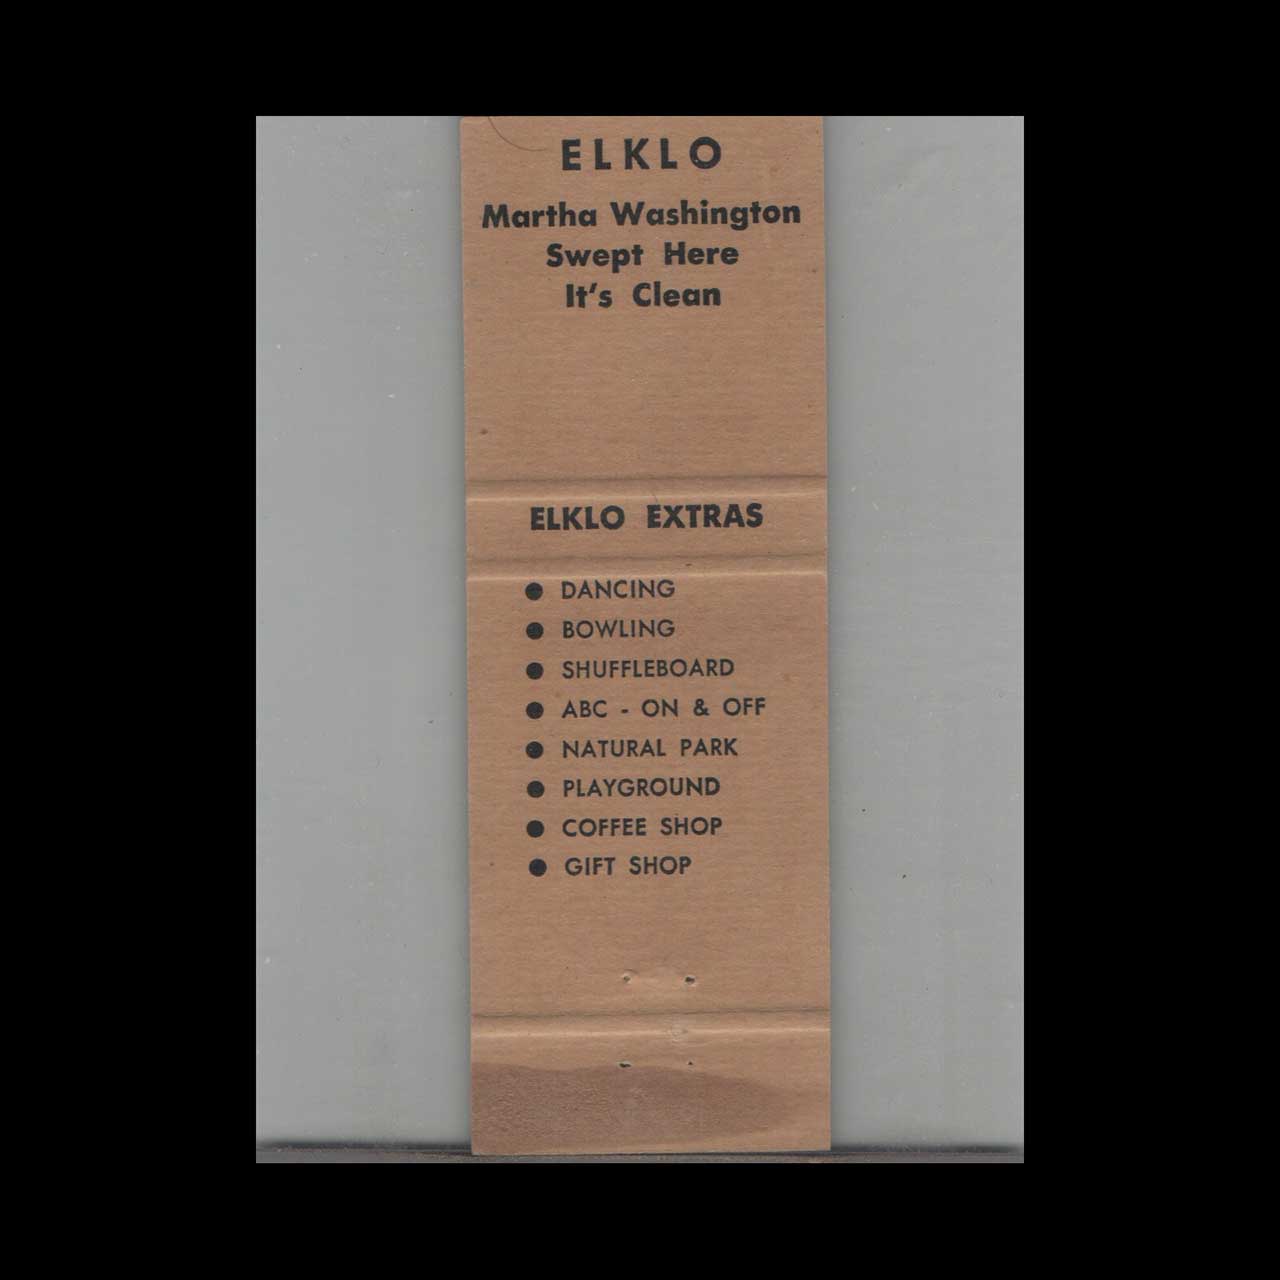 ELKLO
Martha Washington
Swept Here
It's Clean
ELKLO EXTRAS
● DANCING
● BOWLING
● SHUFFLEBOARD
● ABC - ON & OFF
● NATURAL PARK
● PLAYGROUND
● COFFEE SHOP
● GIFT SHOP